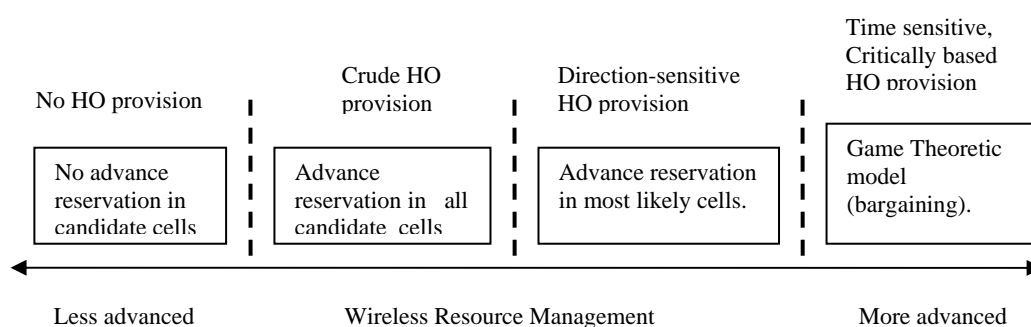 No HO provision
Crude HO
provision
Direction-sensitive
HO provision
Time sensitive,
Critically based
HO provision
No advance
reservation in
candidate cells
Advance
reservation in all
candidate cells
Advance reservation
in most likely cells.
Game Theoretic
model
(bargaining).
Less advanced
Wireless Resource Management
More advanced